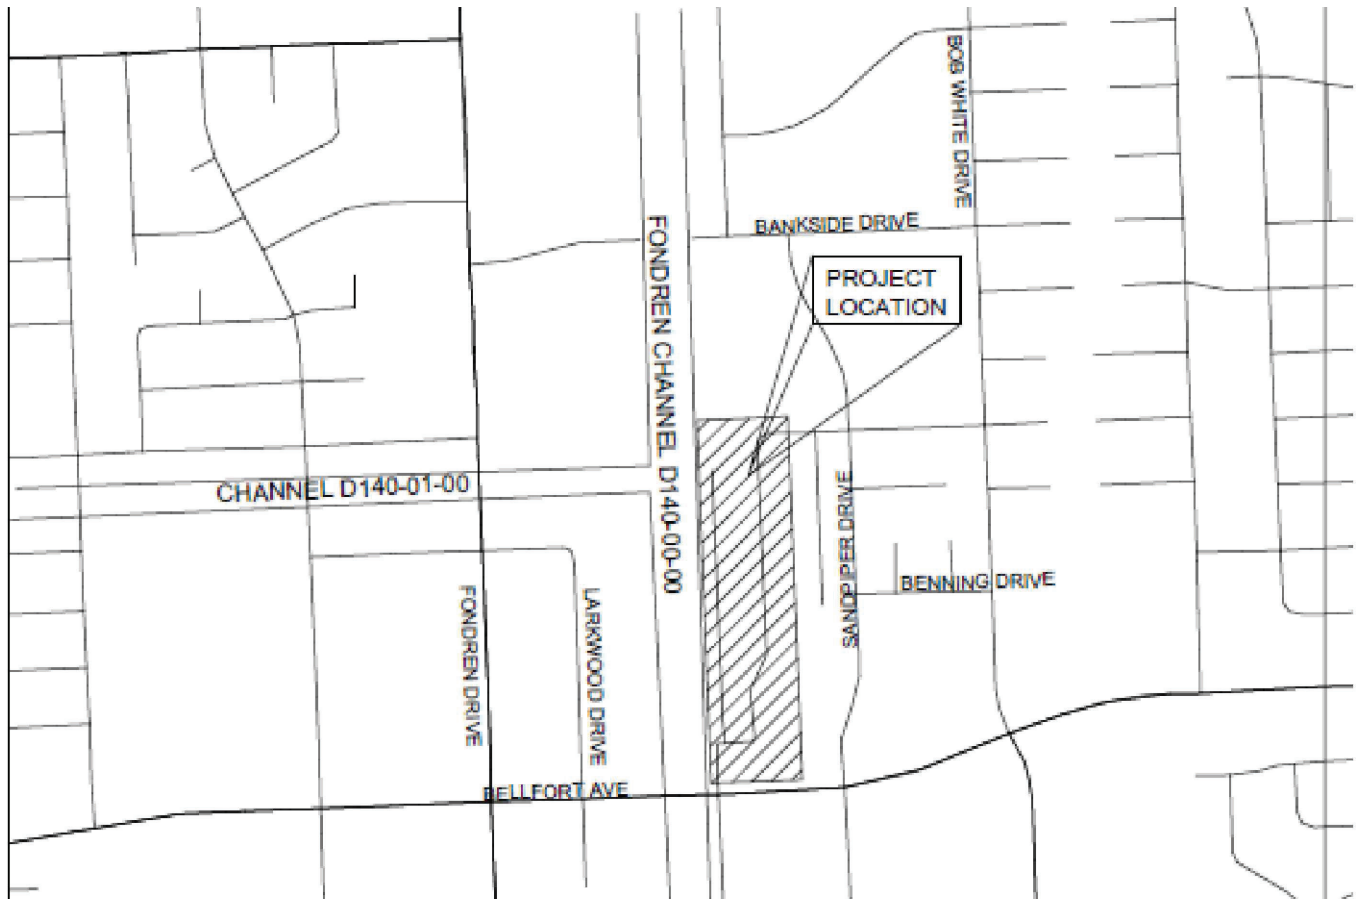 BOB WHITE DRIVE
BANKSIDE DRIVE
PROJECT
LOCATION
FONDREN CHANNEL D140-00-00
CHANNEL D140-01-00
SANDPIPER DRIVE
BENNING DRIVE
FONDREN DRIVE
LARKWOOD DRIVE
BELLFORT AVE